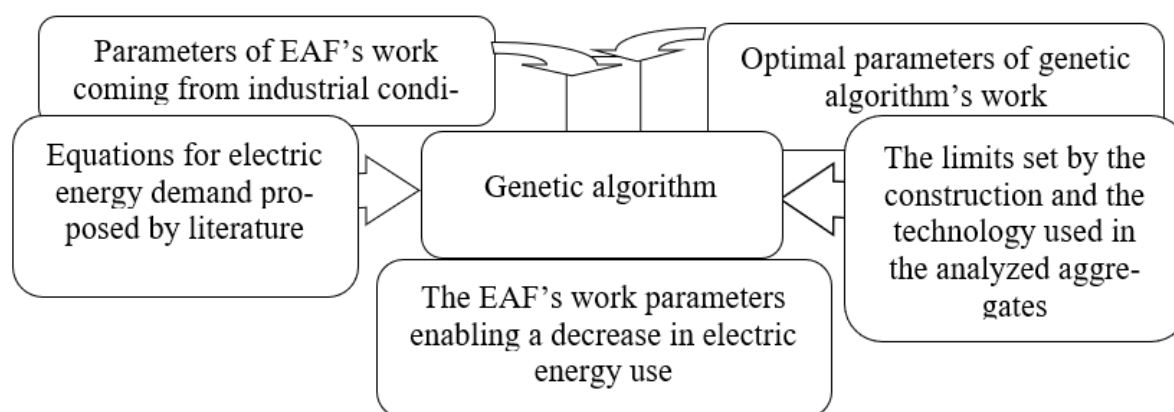 Parameters of EAF's work
coming from industrial condi-
Optimal parameters of genetic
algorithm's work
Equations for electric
energy demand pro-
posed by literature
Genetic algorithm
The limits set by the
construction and the
technology used in
the analyzed aggre-
gates
The EAF's work parameters
enabling a decrease in electric
energy use